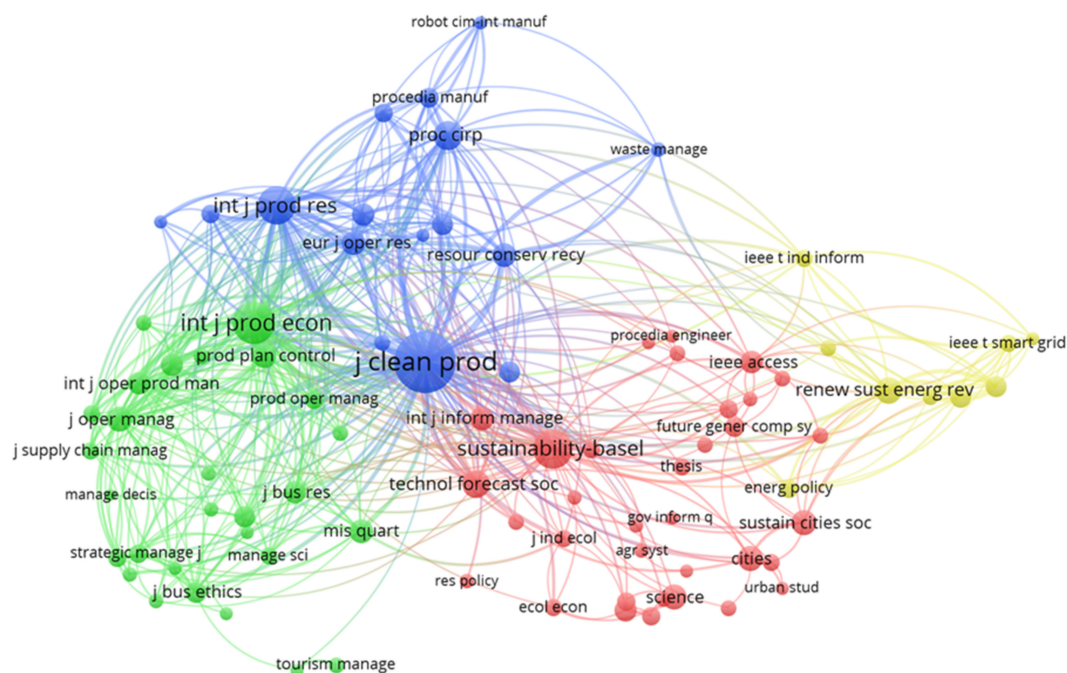 robot cim-int manuf
procedia manuf
proc cirp
waste manage
int j prod res
eur j oper res
resour conserv recy
ieee t ind inform
int j prod econ
procedia engineer
ieee t smart grid
prod plan control
j clean prod
ieee access
int j oper prod man
renew sust energ rev
prod oper manag
j oper manag
int j inform manage
future gener comp sy
j supply chain manag
sustainability-basel
thesis
technol forecast soc
energ policy
manage decis
j bus res
gov inform q
sustain cities soc
mis quart
j ind ecol
strategic manage j
manage sci
agr syst
cities
res policy
urban stud
j bus ethics
ecol econ
science
tourism manage